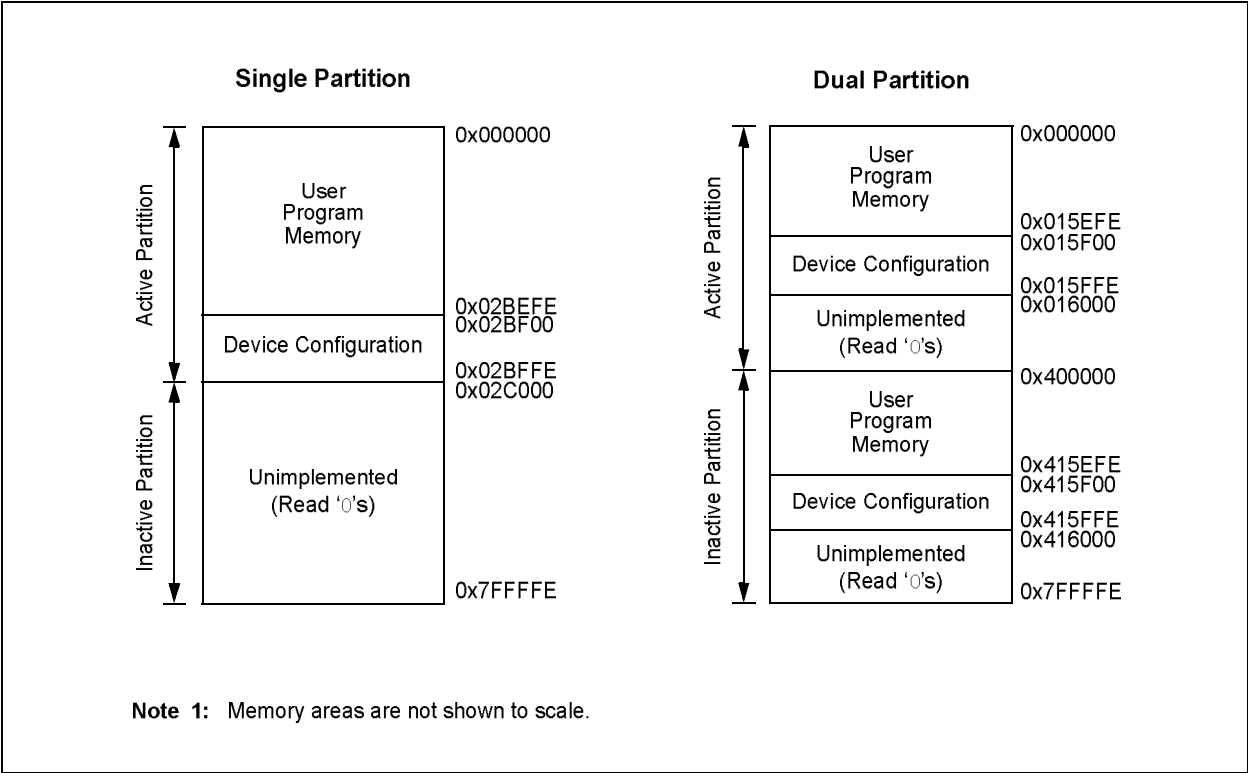 Single Partition
Active Partition
Inactive Partition
User
Program
Memory
Device Configuration
Unimplemented
(Read ‘0’s)
0x000000
0x02BEFE
0x02BF00
0x02BFFE
0x02C000
0x7FFFFE
Dual Partition
Active Partition
Inactive Partition
User
Program
Memory
Device Configuration
Unimplemented
(Read ‘0’s)
User
Program
Memory
Device Configuration
Unimplemented
(Read ‘0’s)
0x000000
0x015EFE
0x015F00
0x015FFE
0x016000
0x400000
0x415EFE
0x415F00
0x415FFE
0x416000
0x7FFFFE
Note 1: Memory areas are not shown to scale.